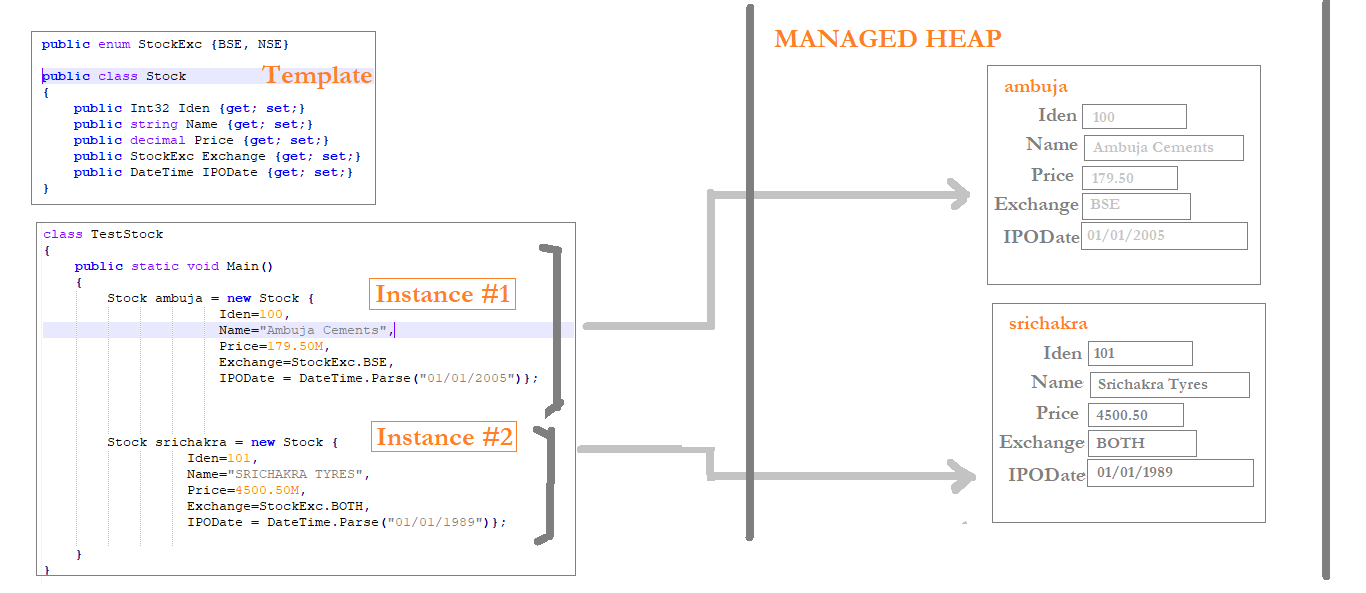 public enum StockExc {BSE, NSE}
public class Stock
Template
{
public Int32 Iden {get; set;}
public string Name {get; set;}
public decimal Price {get; set;}
public StockExc Exchange {get; set;}
public DateTime IPODate {get; set;}
}
class TestStock
{
public static void Main()
{
Instance #1
Stock ambuja = new Stock {
Iden=100,
Name="Ambuja Cements",
Price=179.50M,
Exchange=StockExc.BSE,
IPODate = DateTime.Parse("01/01/2005")};
Instance #2
Stock srichakra = new Stock {
Iden=101,
Name="SRICHAKRA TYRES",
Price=4500.50M,
Exchange=StockExc.BOTH,
IPODate = DateTime.Parse("01/01/1989")};
}
}
MANAGED HEAP
ambuja
Iden 100
Name Ambuja Cements
Price 179.50
Exchange BSE
IPODate 01/01/2005
srichakra
Iden 101
Name Srichakra Tyres
Price 4500.50
Exchange BOTH
IPODate 01/01/1989